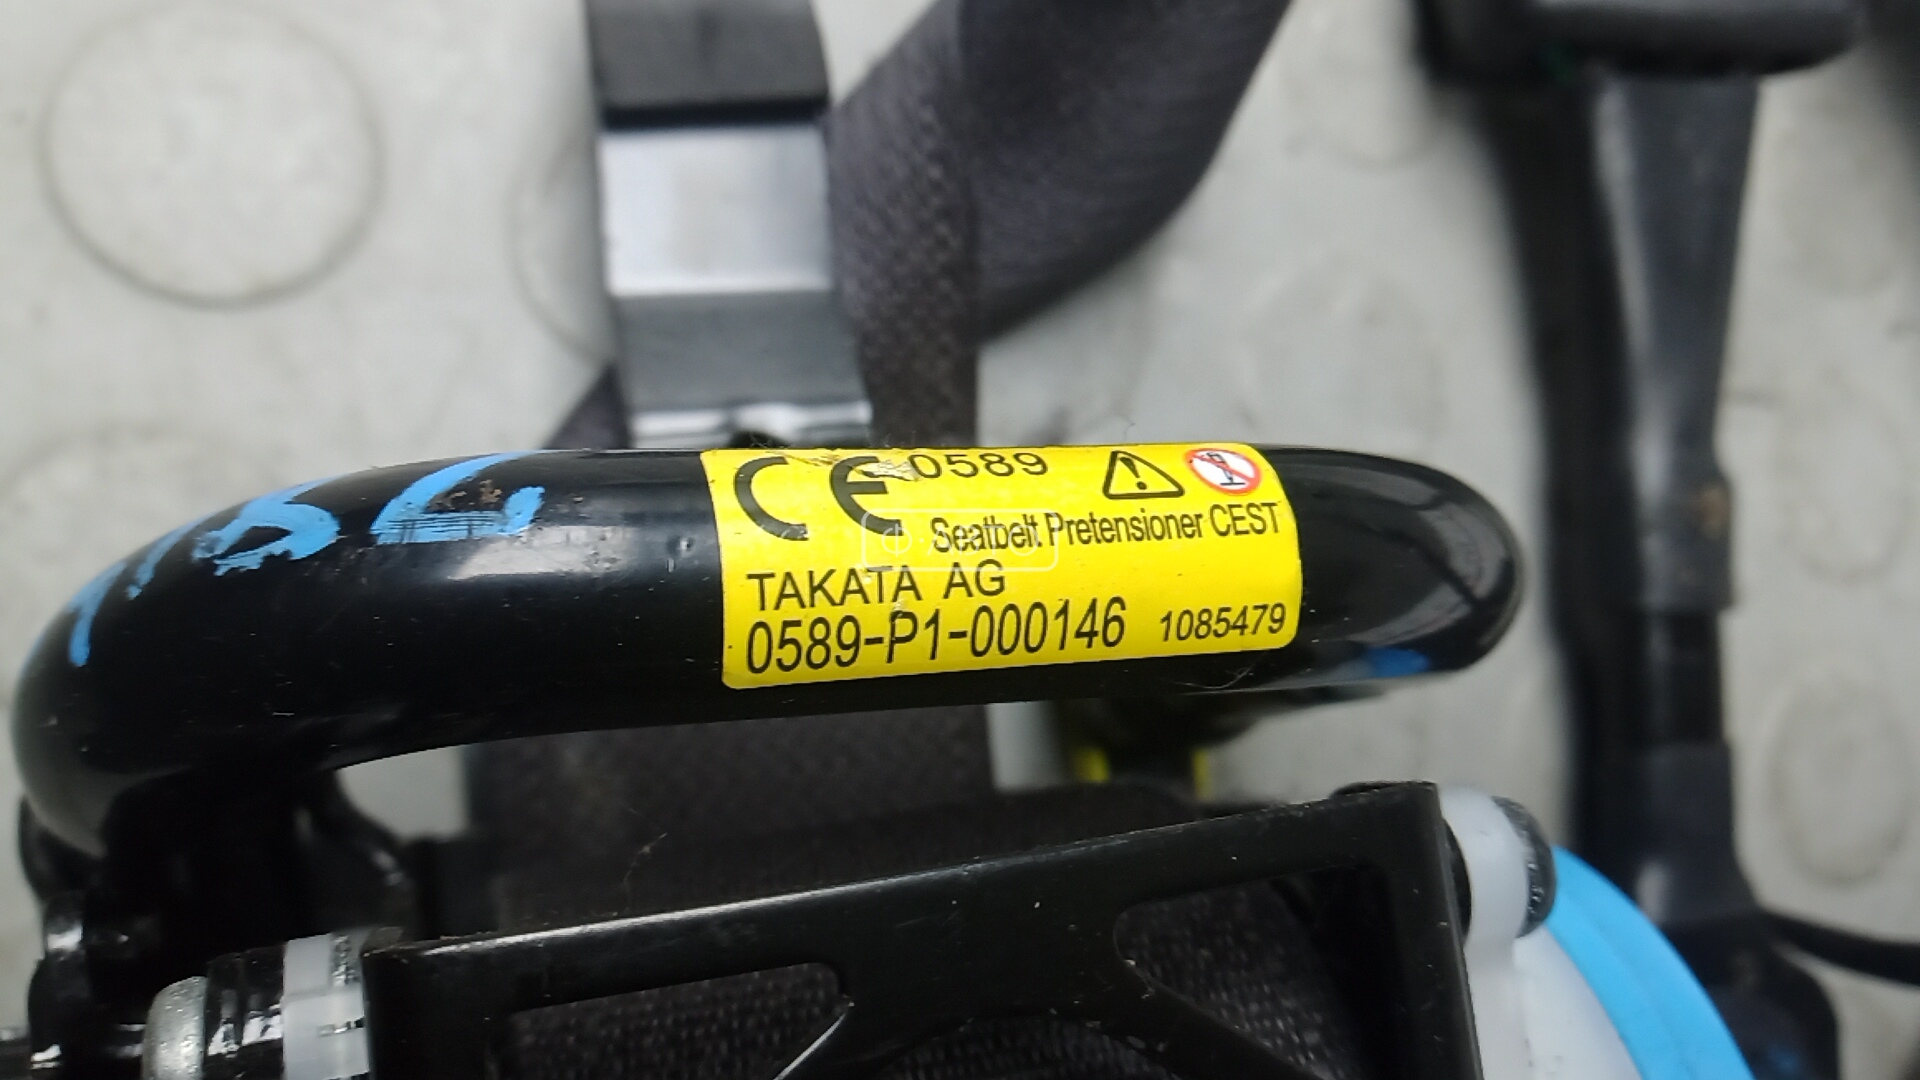 CE 0589
Seatbelt Pretensioner CEST
TAKATA AG
0589-P1-000146 1085479